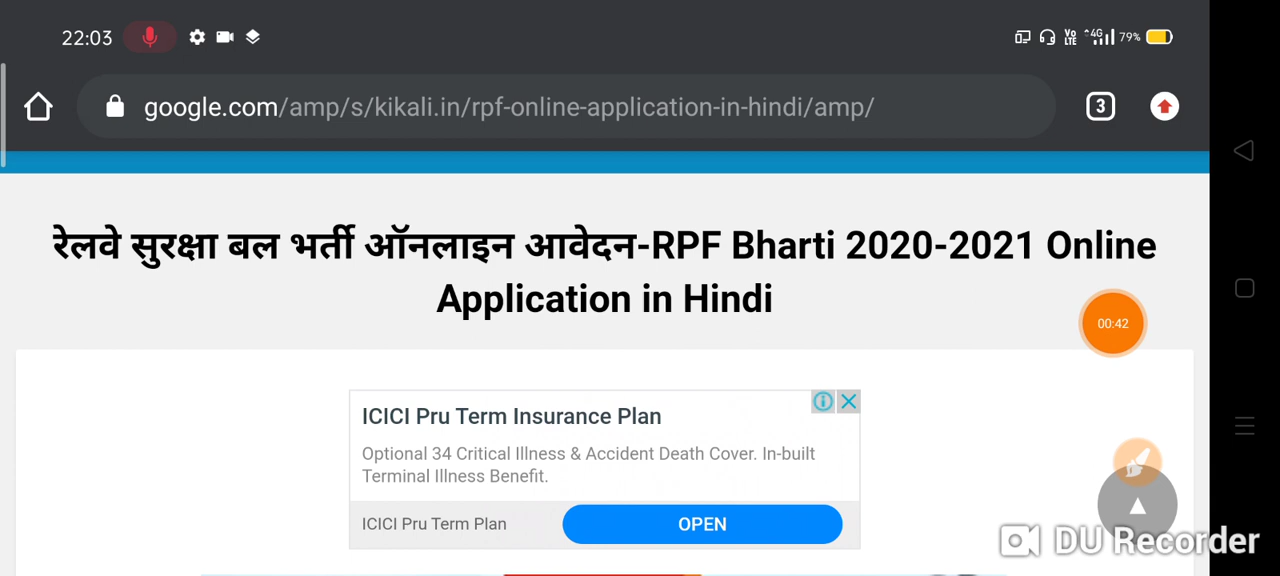 22:03
Vo LTE 4G 79%
google.com/amp/s/kikali.in/rpf-online-application-in-hindi/amp/
3
रेलवे सुरक्षा बल भर्ती ऑनलाइन आवेदन-RPF Bharti 2020-2021 Online
Application in Hindi
00:42
ICICI Pru Term Insurance Plan
Optional 34 Critical Illness & Accident Death Cover. In-built
Terminal Illness Benefit.
ICICI Pru Term Plan
OPEN
DU Recorder